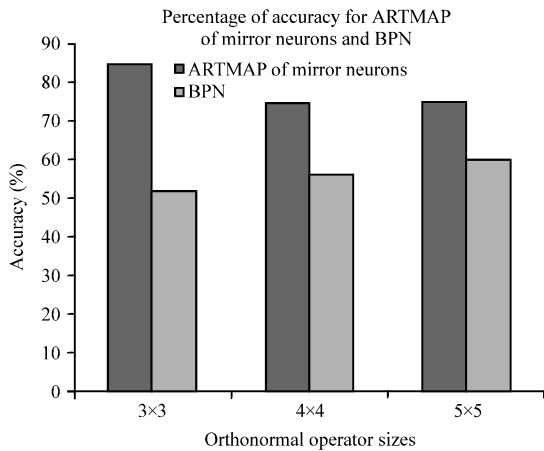 Percentage of accuracy for ARTMAP
of mirror neurons and BPN
90
80
70
60
50
40
30
20
10
0
Accuracy (%)
ARTMAP of mirror neurons
BPN
3×3
4×4
5×5
Orthonormal operator sizes